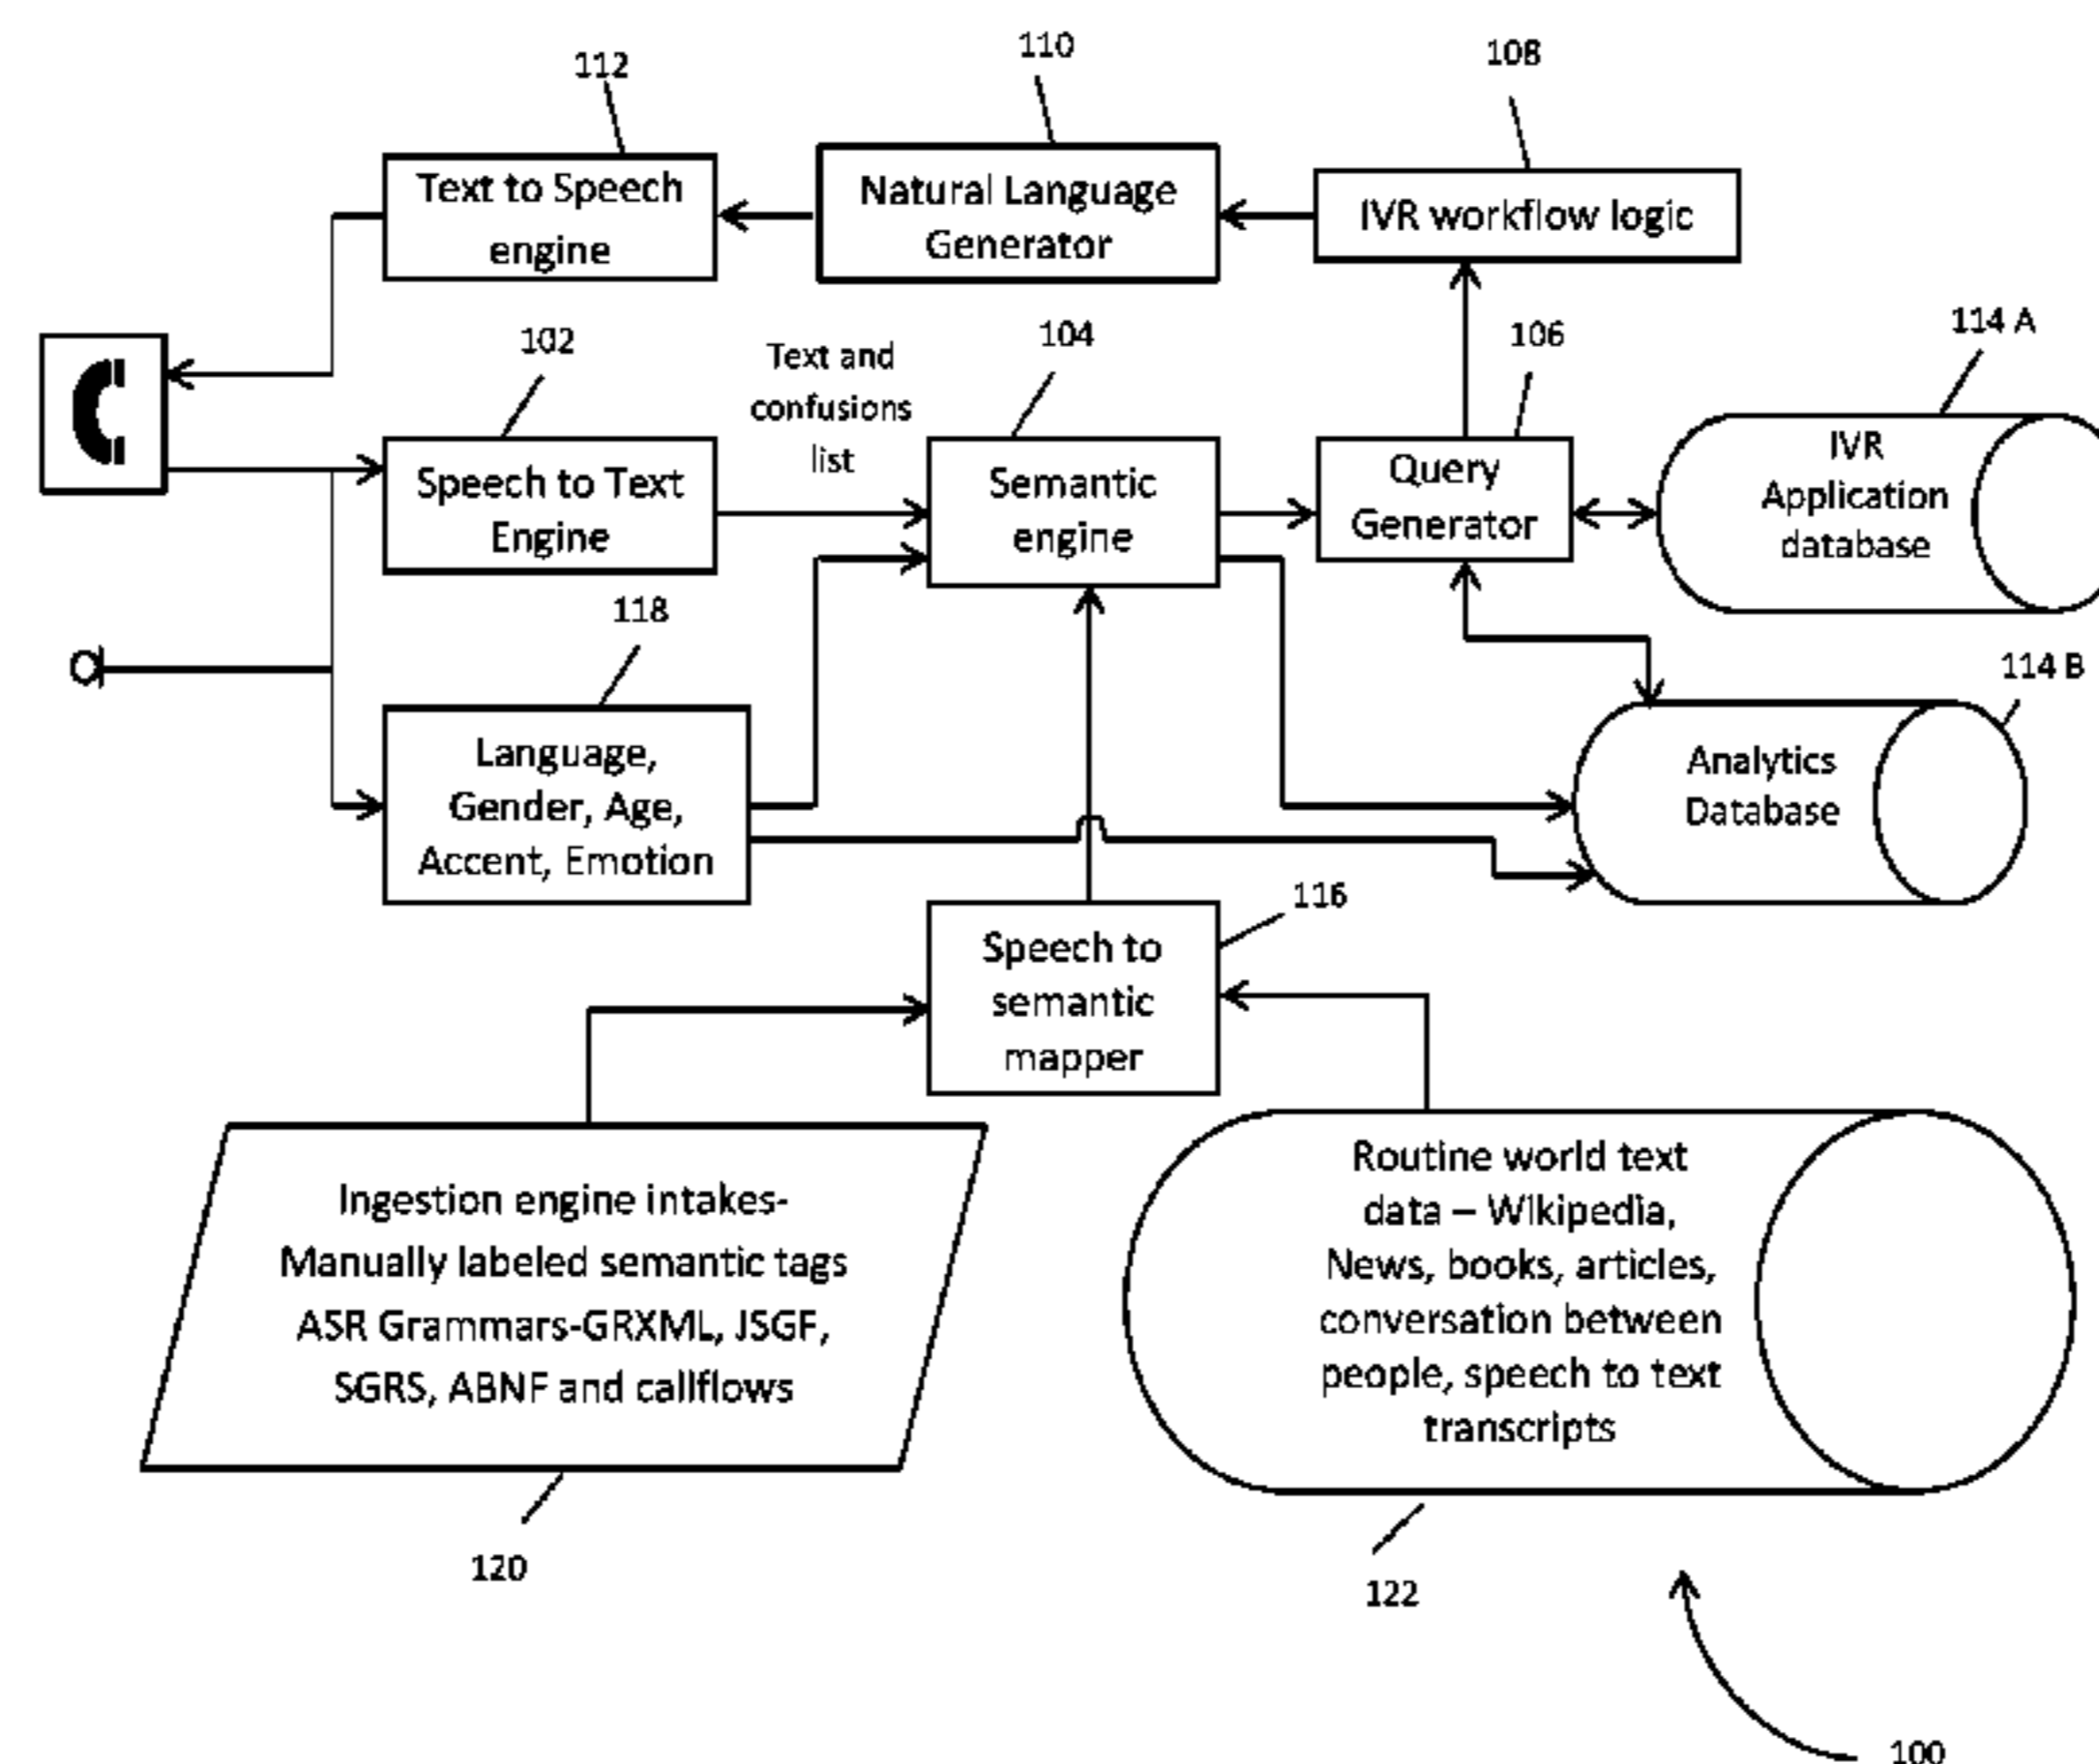 112
110
108
Text to Speech
engine
Natural Language
Generator
IVR workflow logic
102
Text and
confusions
list
104
106
114 A
Speech to Text
Engine
Semantic
engine
Query
Generator
IVR
Application
database
118
114 B
Language,
Gender, Age,
Accent, Emotion
Analytics
Database
116
Speech to
semantic
mapper
Ingestion engine intakes-
Manually labeled semantic tags
ASR Grammars-GRXML, JSGF,
SGRS, ABNF and callflows
Routine world text
data – Wikipedia,
News, books, articles,
conversation between
people, speech to text
transcripts
120
122
100